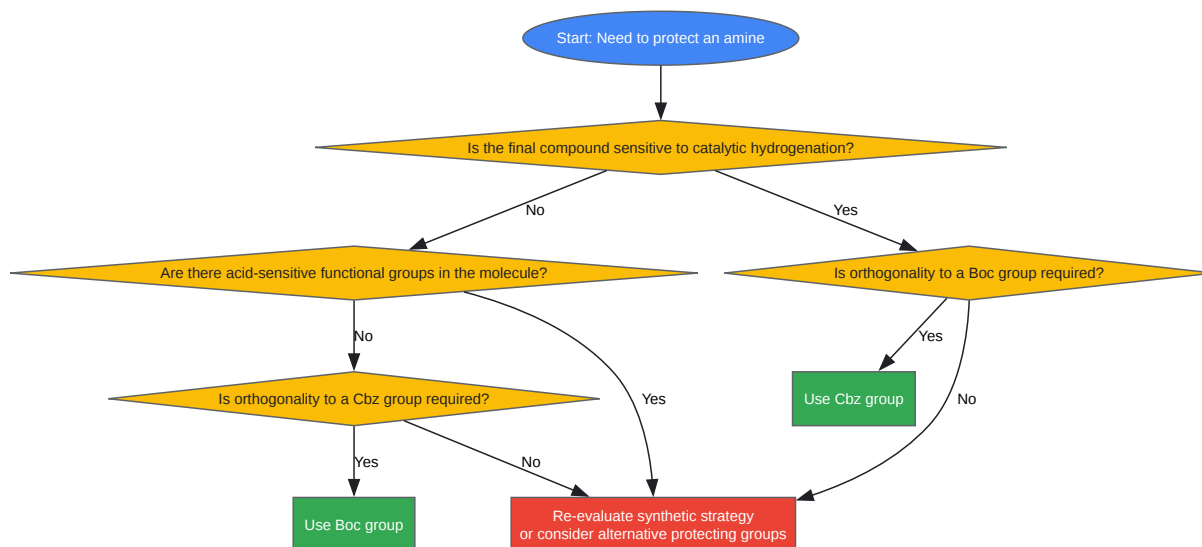 Start: Need to protect an amine
Is the final compound sensitive to catalytic hydrogenation?
No
Yes
Are there acid-sensitive functional groups in the molecule?
Is orthogonality to a Boc group required?
No
Yes
Is orthogonality to a Cbz group required?
Yes
Use Cbz group
No
Yes
No
Use Boc group
Re-evaluate synthetic strategy
or consider alternative protecting groups